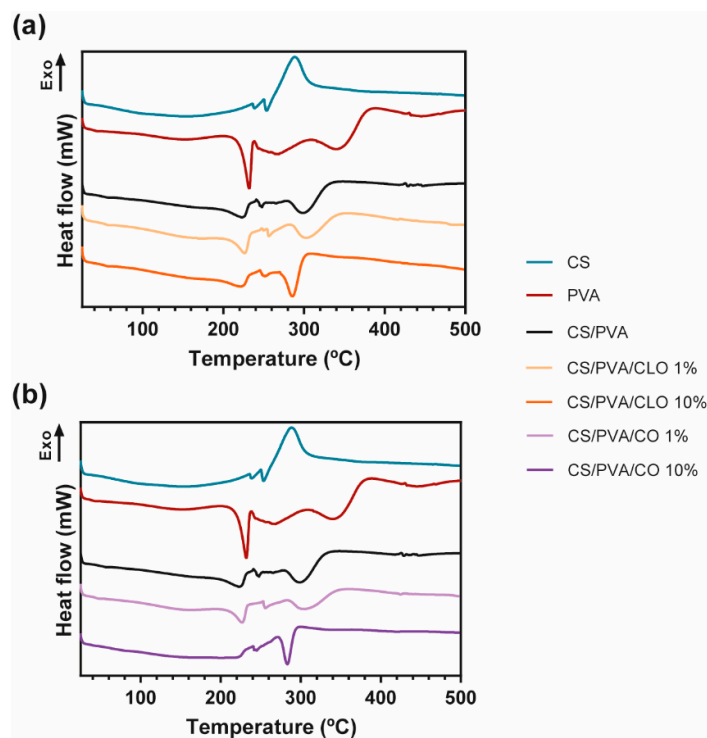 (a)
Exo
Heat flow (mW)
100 200 300 400 500
Temperature (ºC)
CS
PVA
CS/PVA
CS/PVA/CLO 1%
CS/PVA/CLO 10%
CS/PVA/CO 1%
CS/PVA/CO 10%
(b)
Exo
Heat flow (mW)
100 200 300 400 500
Temperature (ºC)